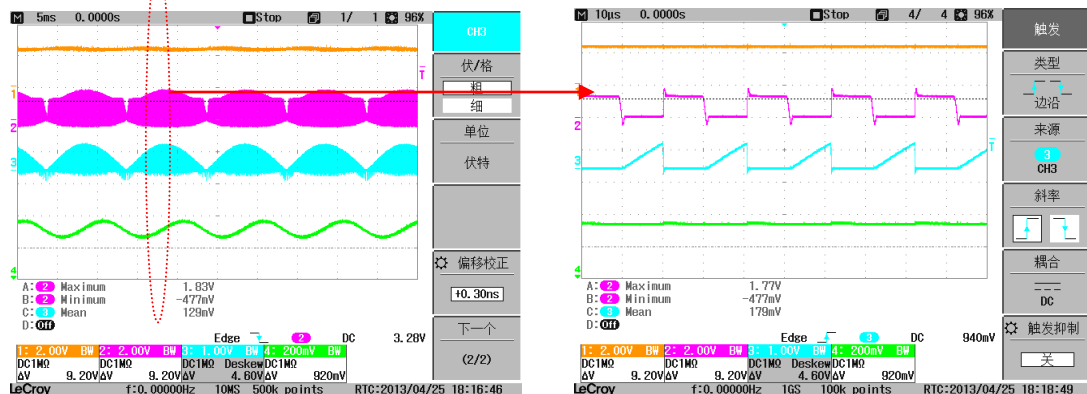 M 5ms 0.0000s Stop 1/ 1 96%
CH3
伏/格
粗
细
单位
伏特
偏移校正
+0.30ns
下一个
(2/2)
T
1
2
3
4
A: 2 Maximum 1.83V
B: 2 Minimum -477mV
C: 3 Mean 129mV
D: Off
Edge 2 DC 3.28V
1: 2.00V BW 2: 2.00V BW 3: 1.00V BW 4: 200mV BW
DC1MΩ DC1MΩ DC1MΩ Deskew DC1MΩ
ΔV 9.20V ΔV 9.20V ΔV 4.60V ΔV 920mV
LeCroy f:0.00000Hz 10MS 500k points RTC:2013/04/25 18:16:46
M 10μs 0.0000s Stop 4/ 4 96%
触发
类型
边沿
来源
3
CH3
斜率
耦合
DC
触发抑制
关
T
2
3
4
A: 2 Maximum 1.77V
B: 2 Minimum -477mV
C: 3 Mean 179mV
D: Off
Edge 3 DC 940mV
1: 2.00V BW 2: 2.00V BW 3: 1.00V BW 4: 200mV BW
DC1MΩ DC1MΩ DC1MΩ Deskew DC1MΩ
ΔV 9.20V ΔV 9.20V ΔV 4.60V ΔV 920mV
LeCroy f:0.00000Hz 1GS 100k points RTC:2013/04/25 18:18:49